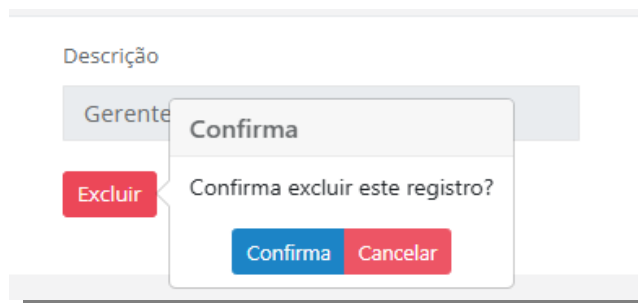 Descrição
Gerente
Confirma
Excluir
Confirma excluir este registro?
Confirma Cancelar